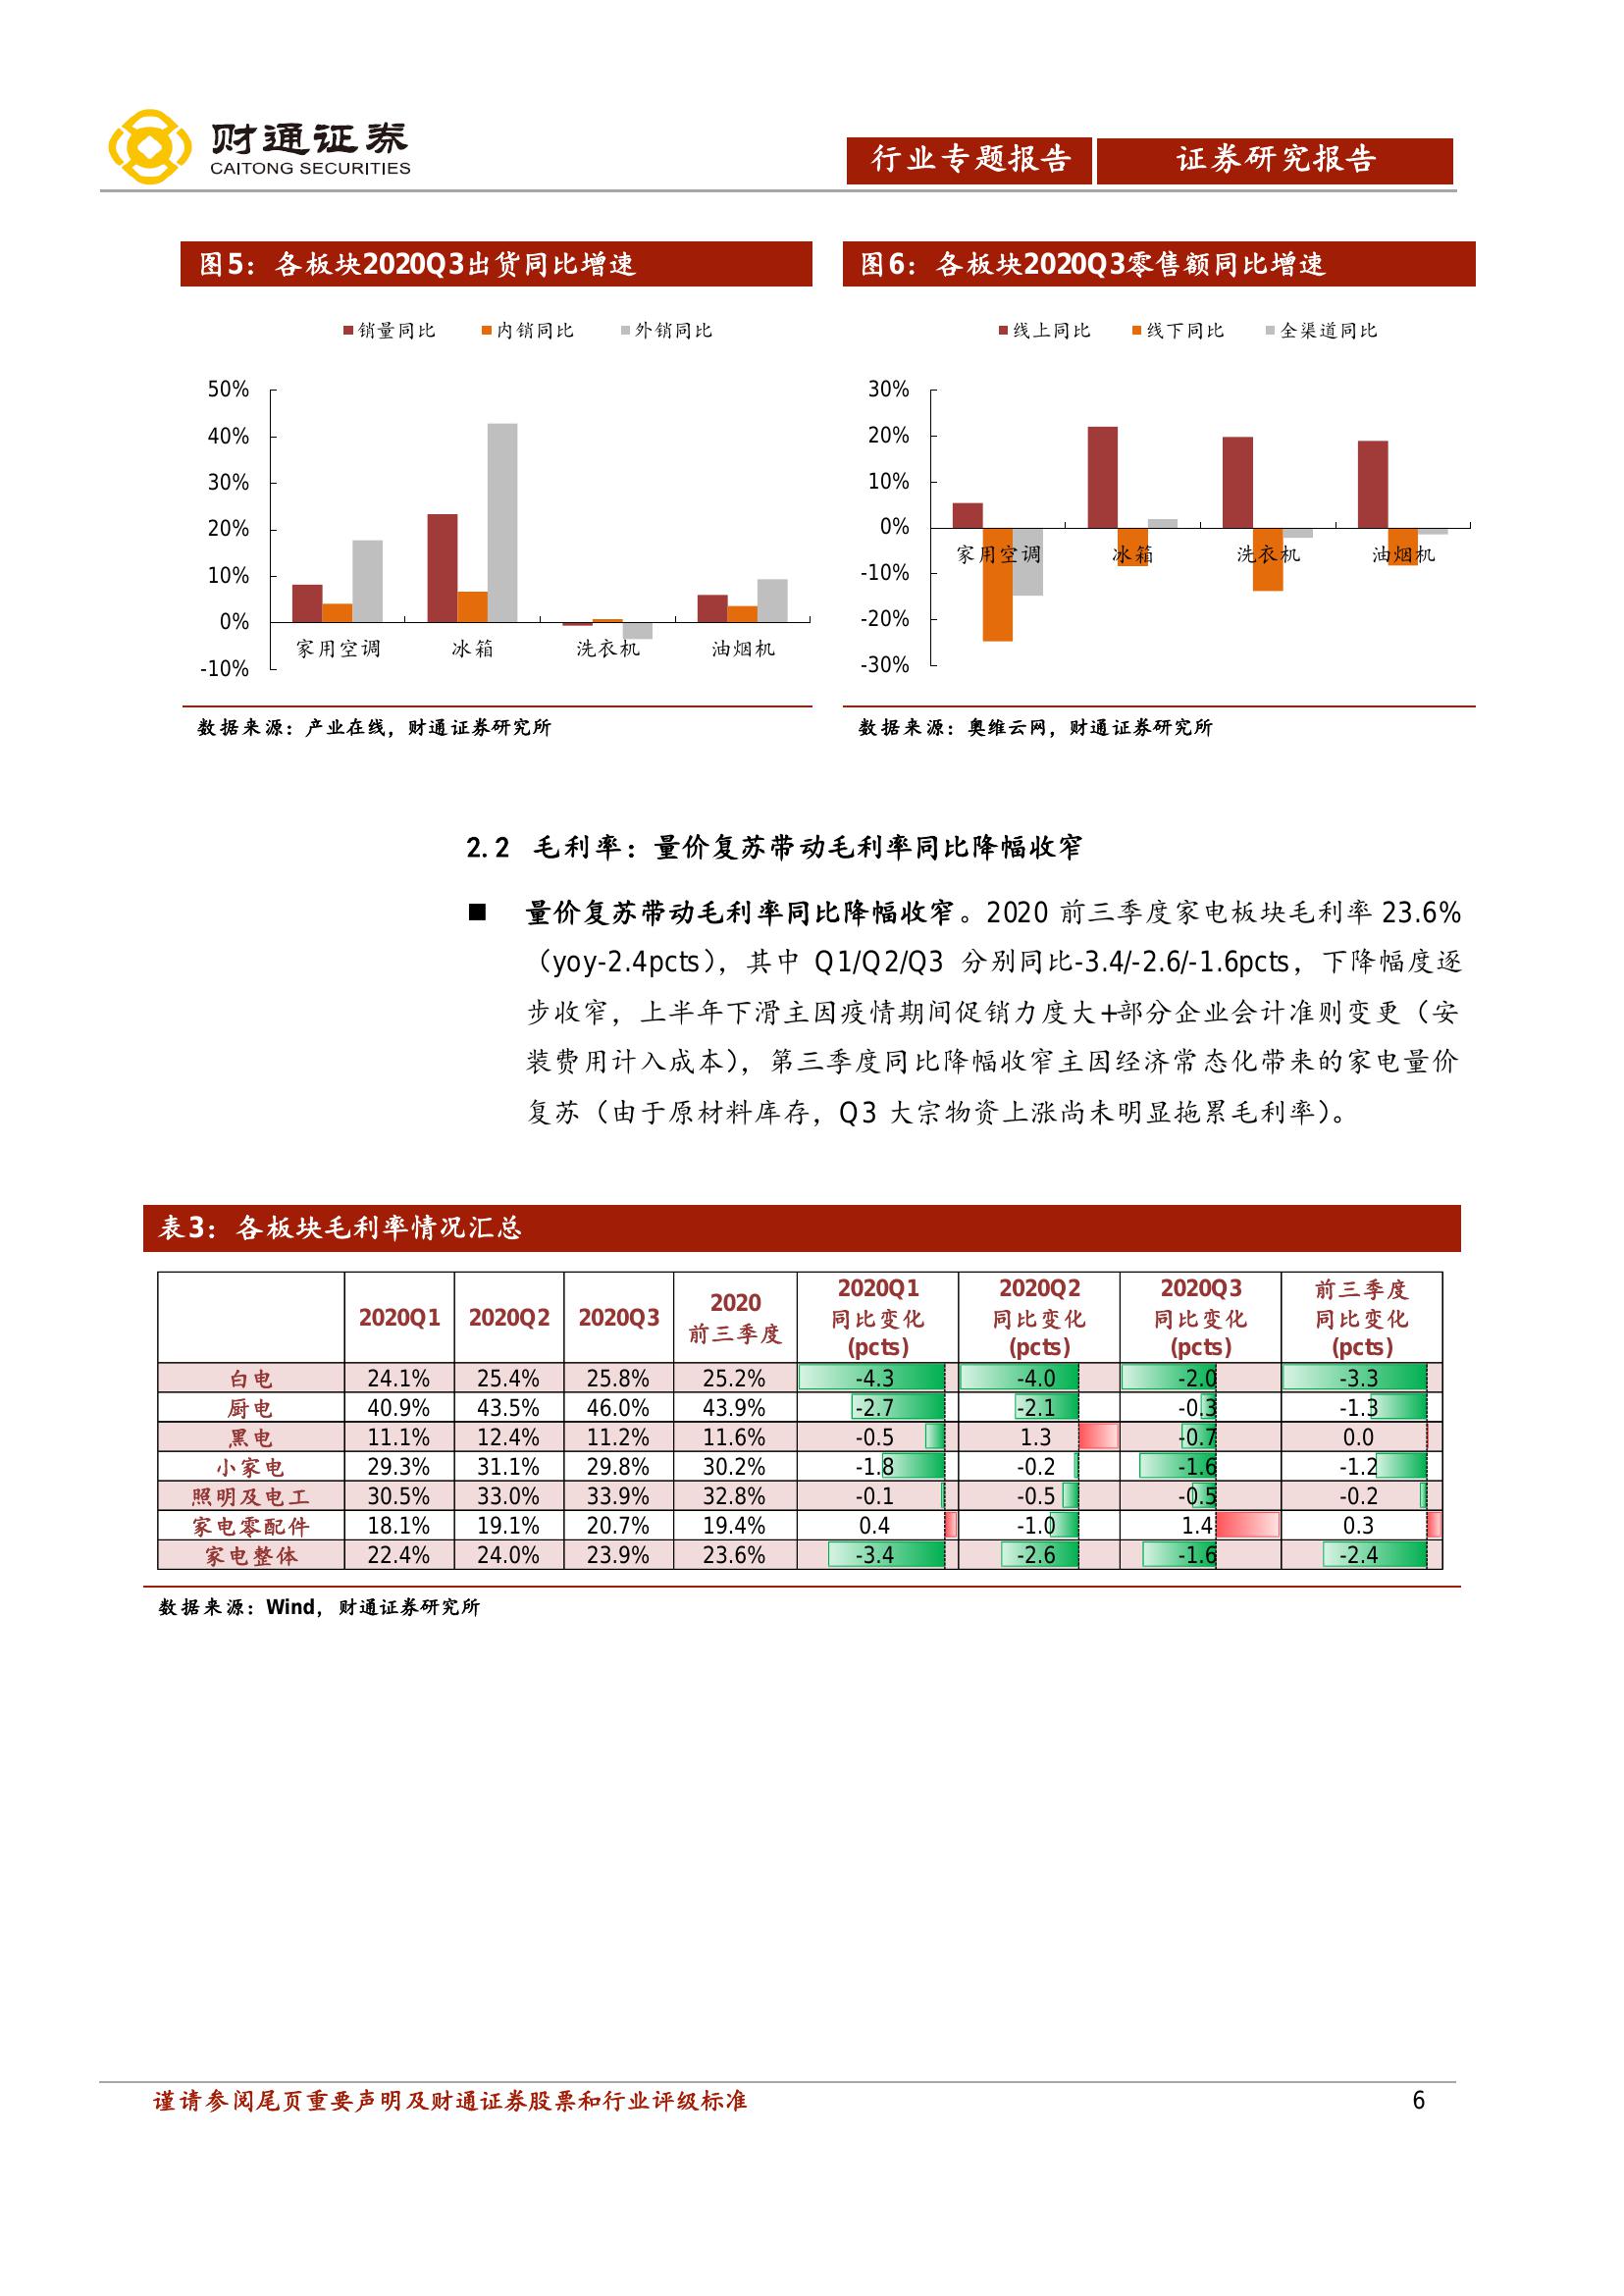 财通证券
CAITONG SECURITIES
行业专题报告 证券研究报告
图5：各板块2020Q3出货同比增速
销量同比 内销同比 外销同比
50%
40%
30%
20%
10%
0%
-10%
家用空调 冰箱 洗衣机 油烟机
数据来源：产业在线，财通证券研究所
图6：各板块2020Q3零售额同比增速
线上同比 线下同比 全渠道同比
30%
20%
10%
0%
-10%
-20%
-30%
家用空调 冰箱 洗衣机 油烟机
数据来源：奥维云网，财通证券研究所
2.2 毛利率：量价复苏带动毛利率同比降幅收窄
■ 量价复苏带动毛利率同比降幅收窄。2020 前三季度家电板块毛利率 23.6%
（yoy-2.4pcts），其中 Q1/Q2/Q3 分别同比-3.4/-2.6/-1.6pcts，下降幅度逐
步收窄，上半年下滑主因疫情期间促销力度大+部分企业会计准则变更（安
装费用计入成本），第三季度同比降幅收窄主因经济常态化带来的家电量价
复苏（由于原材料库存，Q3 大宗物资上涨尚未明显拖累毛利率）。
表3：各板块毛利率情况汇总
2020Q1 2020Q2 2020Q3 2020前三季度 2020Q1同比变化(pcts) 2020Q2同比变化(pcts) 2020Q3同比变化(pcts) 前三季度同比变化(pcts)
白电 24.1% 25.4% 25.8% 25.2% -4.3 -4.0 -2.0 -3.3
厨电 40.9% 43.5% 46.0% 43.9% -2.7 -2.1 -0.3 -1.3
黑电 11.1% 12.4% 11.2% 11.6% -0.5 1.3 -0.7 0.0
小家电 29.3% 31.1% 29.8% 30.2% -1.8 -0.2 -1.6 -1.2
照明及电工 30.5% 33.0% 33.9% 32.8% -0.1 -0.5 -0.5 -0.2
家电零配件 18.1% 19.1% 20.7% 19.4% 0.4 -1.0 1.4 0.3
家电整体 22.4% 24.0% 23.9% 23.6% -3.4 -2.6 -1.6 -2.4
数据来源：Wind，财通证券研究所
谨请参阅尾页重要声明及财通证券股票和行业评级标准 6